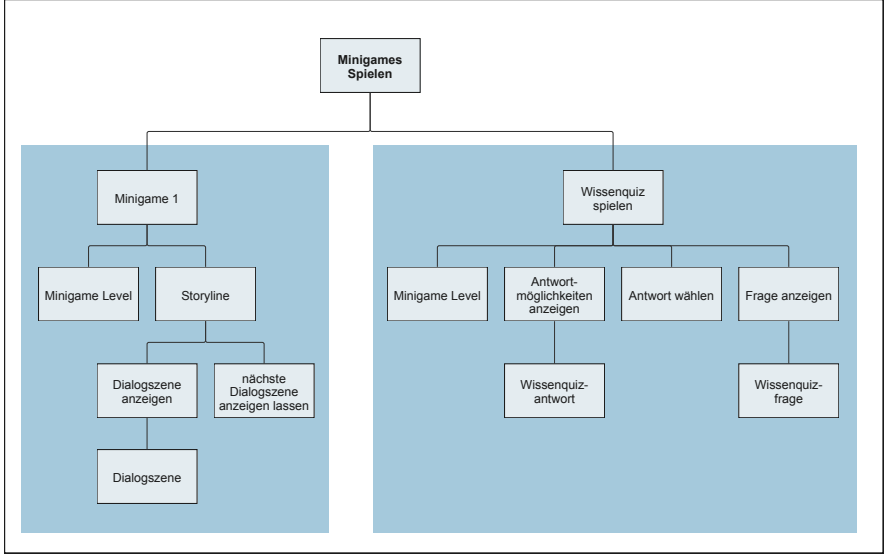 Minigames
Spielen
Minigame 1
Wissenquiz
spielen
Minigame Level
Storyline
Minigame Level
Antwort-
möglichkeiten
anzeigen
Antwort wählen
Frage anzeigen
Dialogszene
anzeigen
nächste
Dialogszene
anzeigen lassen
Wissenquiz-
antwort
Wissenquiz-
frage
Dialogszene